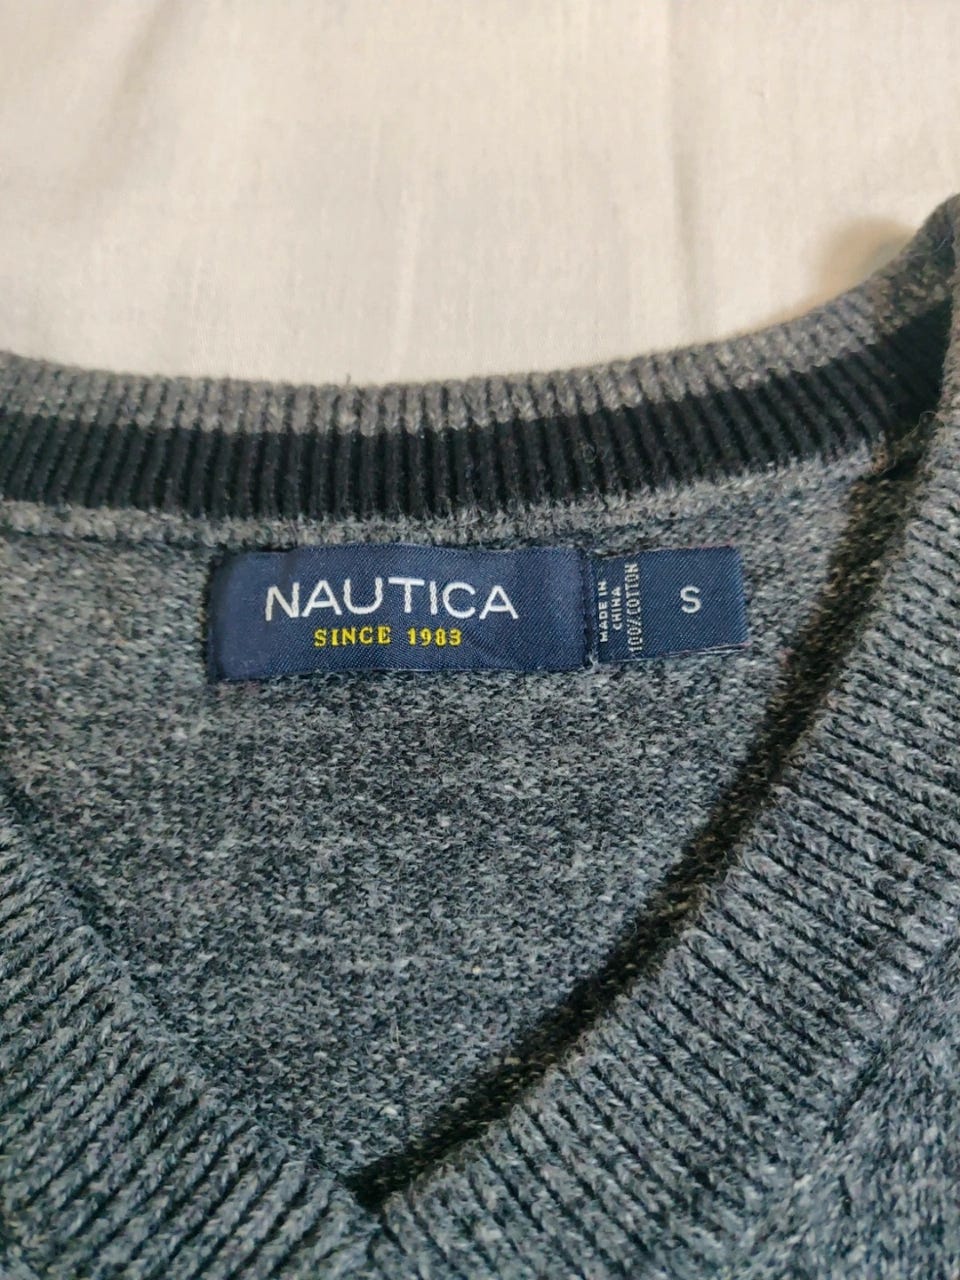 NAUTICA
SINCE 1983
MADE IN
CHINA
100% COTTON
S